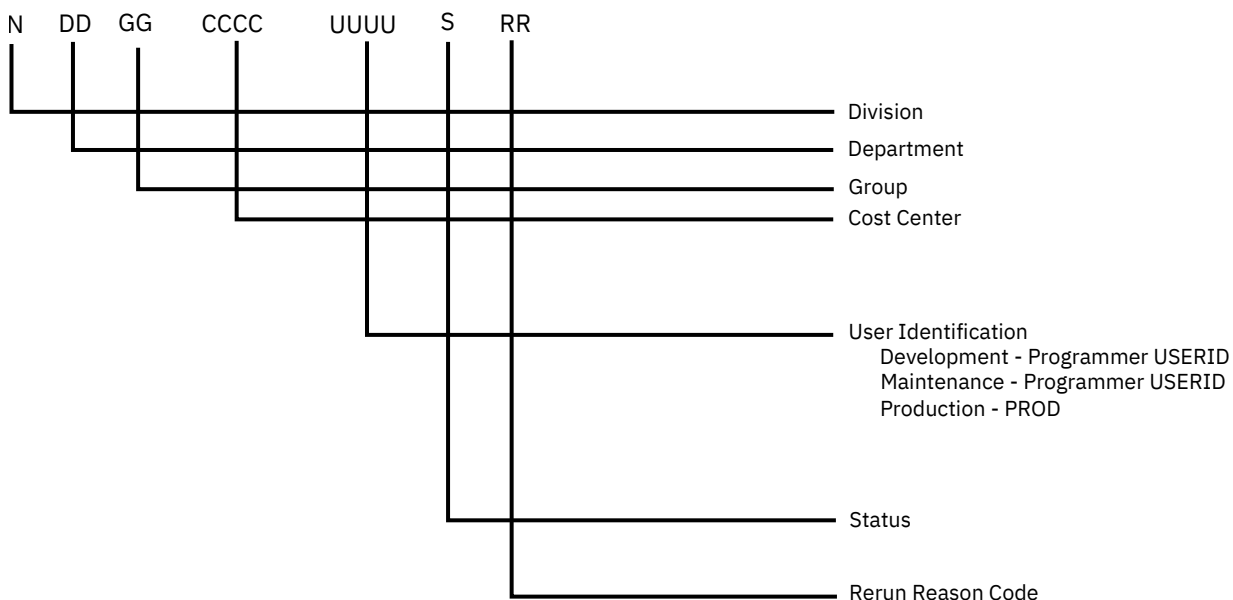 N DD GG CCCC UUUU S RR
Division
Department
Group
Cost Center
User Identification
Development - Programmer USERID
Maintenance - Programmer USERID
Production - PROD
Status
Rerun Reason Code